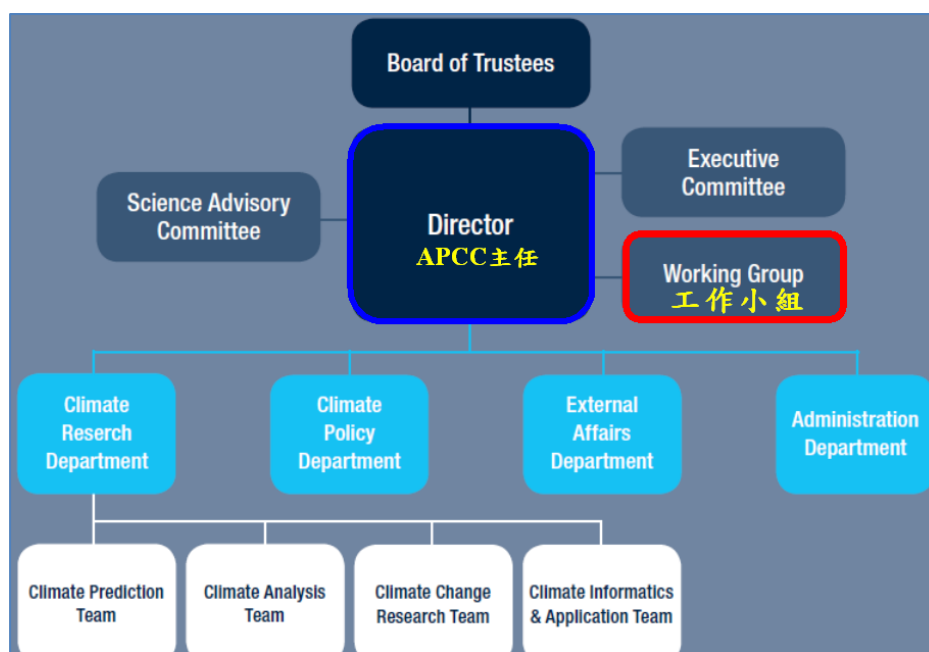 Board of Trustees
Science Advisory
Committee
Director
APCC主任
Executive
Committee
Working Group
工作小組
Climate
Reserch
Department
Climate
Policy
Department
External
Affairs
Department
Administration
Department
Climate Prediction
Team
Climate Analysis
Team
Climate Change
Research Team
Climate Informatics
& Application Team